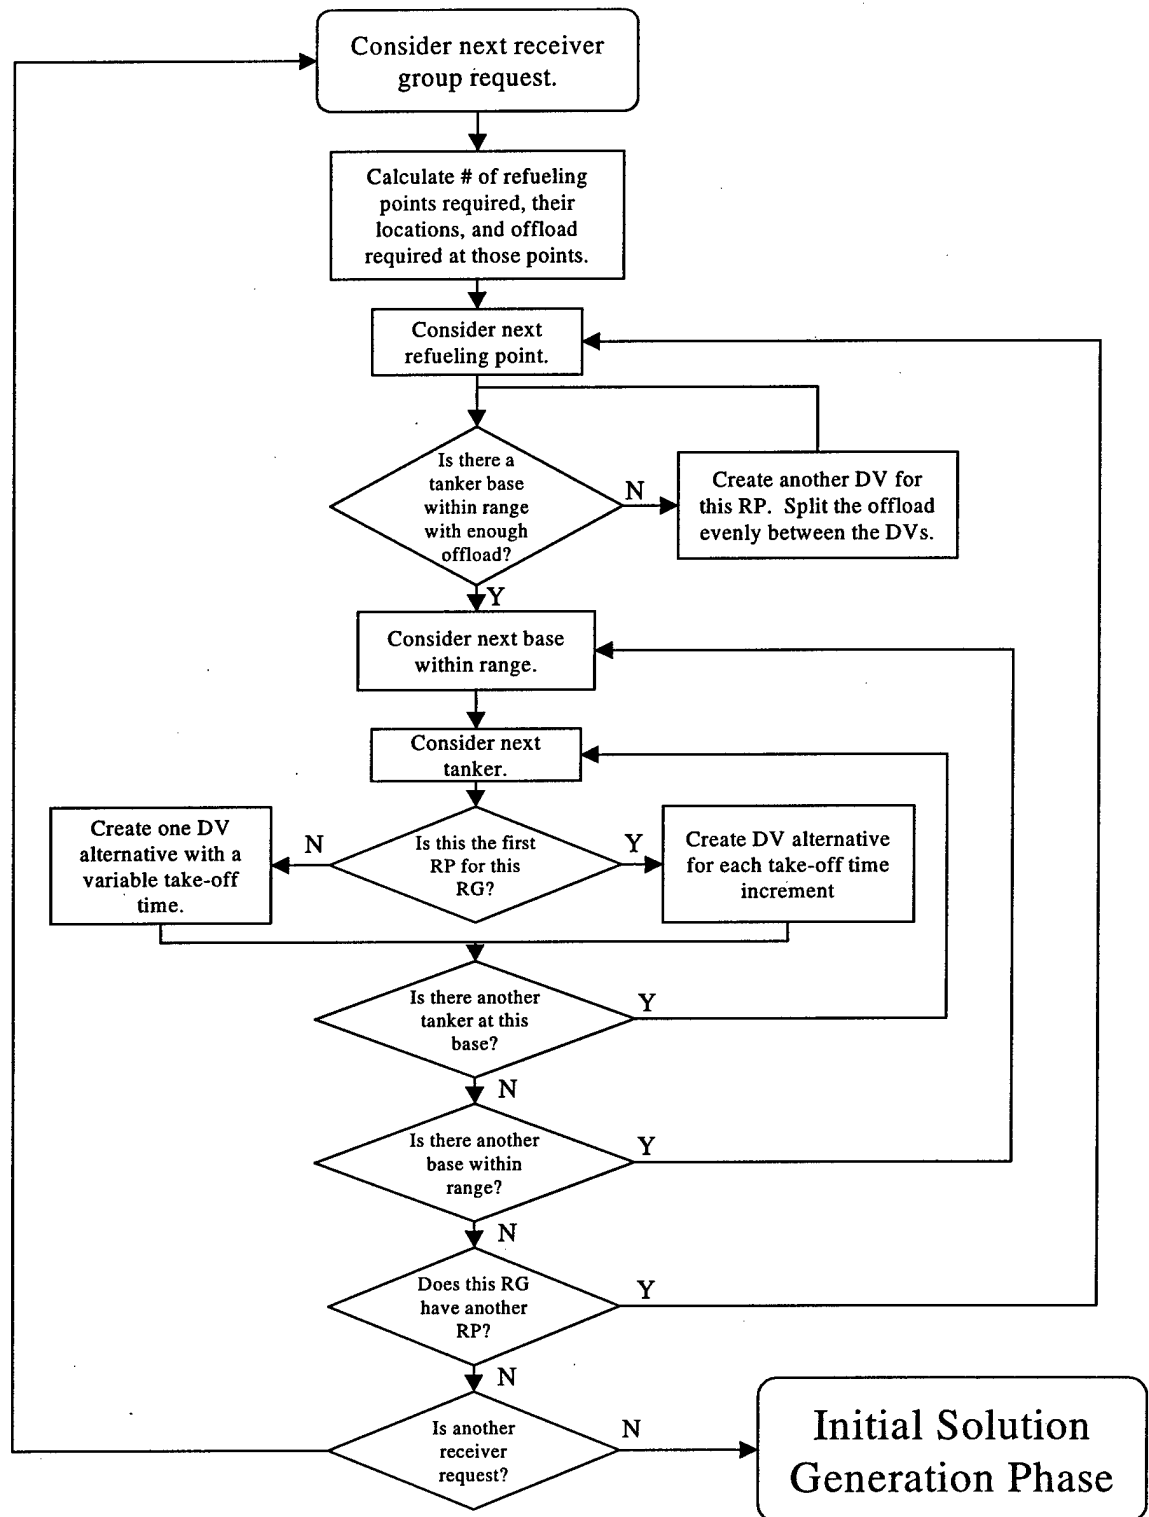 Consider next receiver
group request.
Calculate # of refueling
points required, their
locations, and offload
required at those points.
Consider next
refueling point.
Is there a
tanker base
within range
with enough
offload?
N
Create another DV for
this RP. Split the offload
evenly between the DVs.
Y
Consider next base
within range.
Consider next
tanker.
Create one DV
alternative with a
variable take-off
time.
N
Is this the first
RP for this
RG?
Y
Create DV alternative
for each take-off time
increment
Is there another
tanker at this
base?
Y
N
Is there another
base within
range?
Y
N
Does this RG
have another
RP?
Y
N
Is another
receiver
request?
N
Initial Solution
Generation Phase